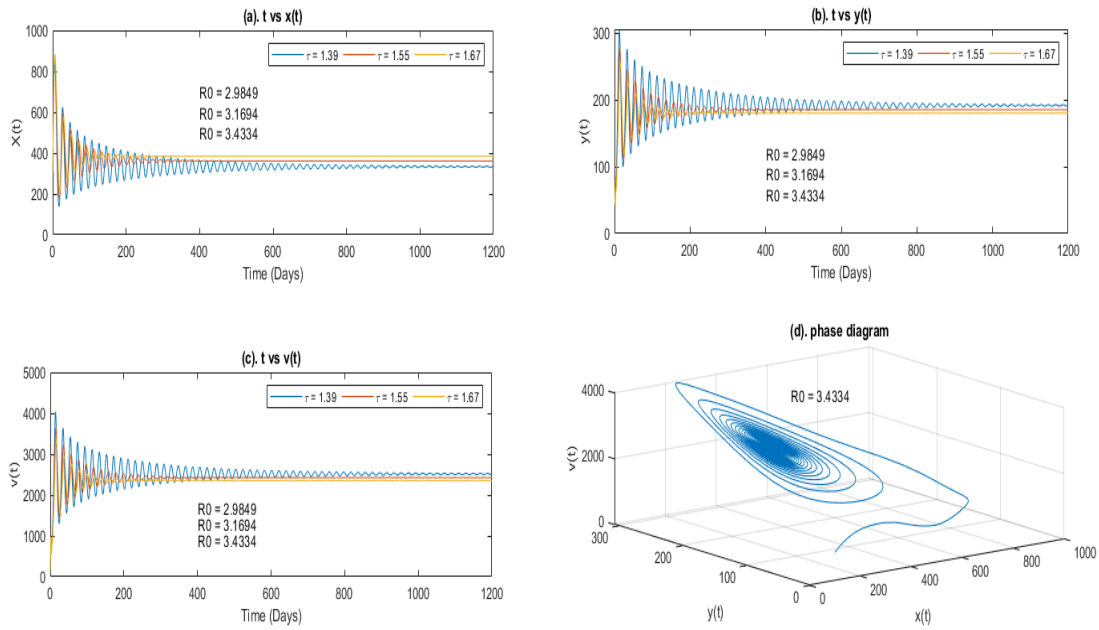 (a). t vs x(t)
1000
800
600
400
200
0
X(t)
τ = 1.39 τ = 1.55 τ = 1.67
R0 = 2.9849
R0 = 3.1694
R0 = 3.4334
0 200 400 600 800 1000 1200
Time (Days)
(b). t vs y(t)
300
200
100
0
y(t)
τ = 1.39 τ = 1.55 τ = 1.67
R0 = 2.9849
R0 = 3.1694
R0 = 3.4334
0 200 400 600 800 1000 1200
Time (Days)
(c). t vs v(t)
5000
4000
3000
2000
1000
0
v(t)
τ = 1.39 τ = 1.55 τ = 1.67
R0 = 2.9849
R0 = 3.1694
R0 = 3.4334
0 200 400 600 800 1000 1200
Time (Days)
(d). phase diagram
4000
2000
0
v(t)
R0 = 3.4334
300
200
100
0
y(t)
0
200
400
600
800
1000
x(t)